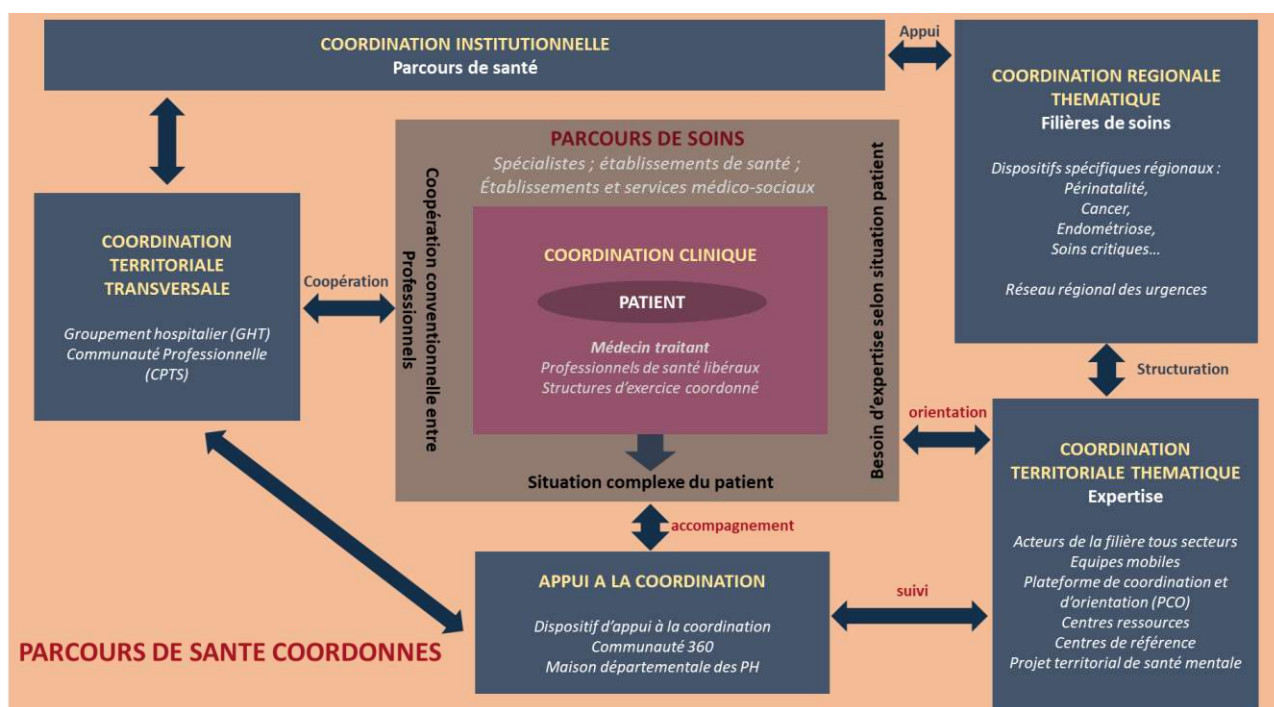 COORDINATION INSTITUTIONNELLE
Parcours de santé
Appui
COORDINATION REGIONALE
THEMATIQUE
Filières de soins
Dispositifs spécifiques régionaux :
Périnatalité,
Cancer,
Endométriose,
Soins critiques…
Réseau régional des urgences
COORDINATION
TERRITORIALE
TRANSVERSALE
Groupement hospitalier (GHT)
Communauté Professionnelle
(CPTS)
Coopération
Coopération conventionnelle entre
Professionnels
PARCOURS DE SOINS
Spécialistes ; établissements de santé ;
Établissements et services médico-sociaux
COORDINATION CLINIQUE
PATIENT
Médecin traitant
Professionnels de santé libéraux
Structures d'exercice coordonné
Situation complexe du patient
Besoin d'expertise selon situation patient
Structuration
orientation
COORDINATION
TERRITORIALE THEMATIQUE
Expertise
Acteurs de la filière tous secteurs
Equipes mobiles
Plateforme de coordination et
d'orientation (PCO)
Centres ressources
Centres de référence
Projet territorial de santé mentale
accompagnement
APPUI A LA COORDINATION
Dispositif d'appui à la coordination
Communauté 360
Maison départementale des PH
suivi
PARCOURS DE SANTE COORDONNES